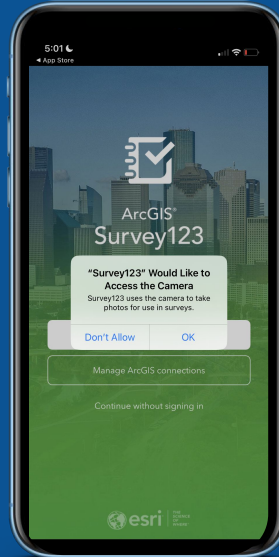 5:01
◀ App Store
ArcGIS®
Survey123
“Survey123” Would Like to
Access the Camera
Survey123 uses the camera to take
photos for use in surveys.
Don’t Allow
OK
Manage ArcGIS connections
Continue without signing in
esri
THE
SCIENCE
OF
WHERE